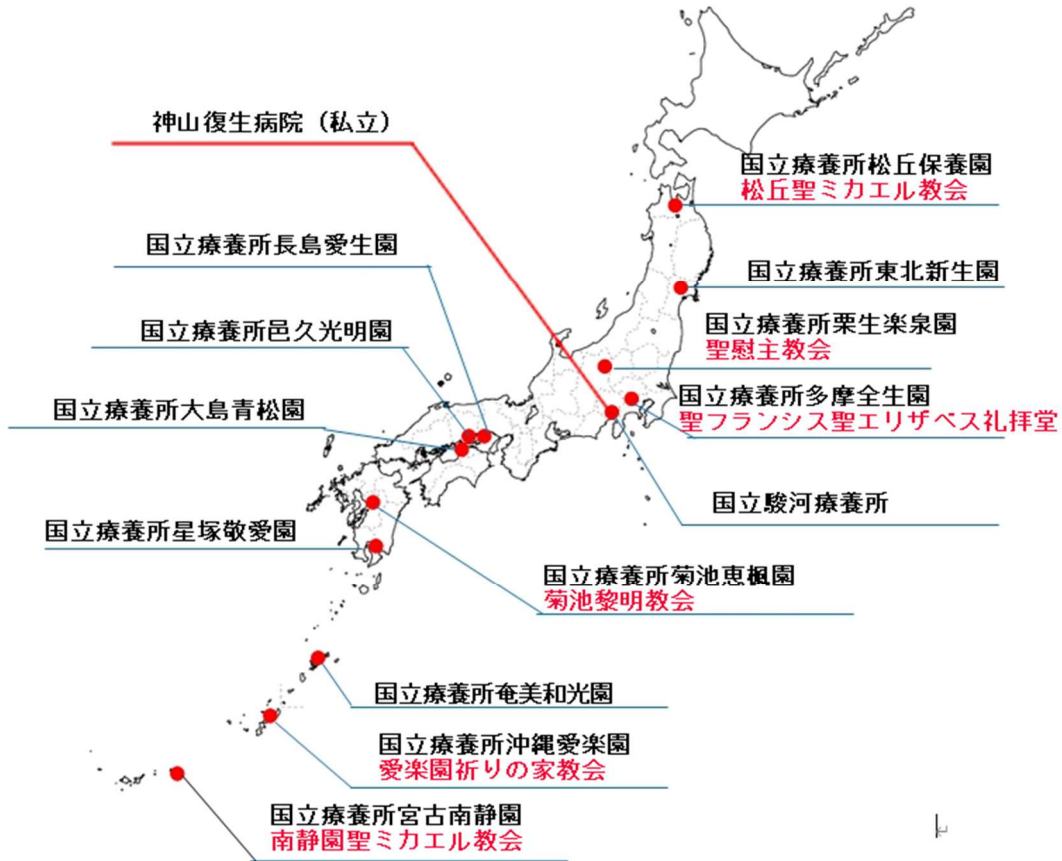 神山復生病院（私立）
国立療養所松丘保養園
松丘聖ミカエル教会
国立療養所長島愛生園
国立療養所東北新生園
国立療養所邑久光明園
国立療養所栗生楽泉園
聖慰主教会
国立療養所大島青松園
国立療養所多摩全生園
聖フランシス聖エリザベス礼拝堂
国立駿河療養所
国立療養所星塚敬愛園
国立療養所菊池恵楓園
菊池黎明教会
国立療養所奄美和光園
国立療養所沖縄愛楽園
愛楽園祈りの家教会
国立療養所宮古南静園
南静園聖ミカエル教会